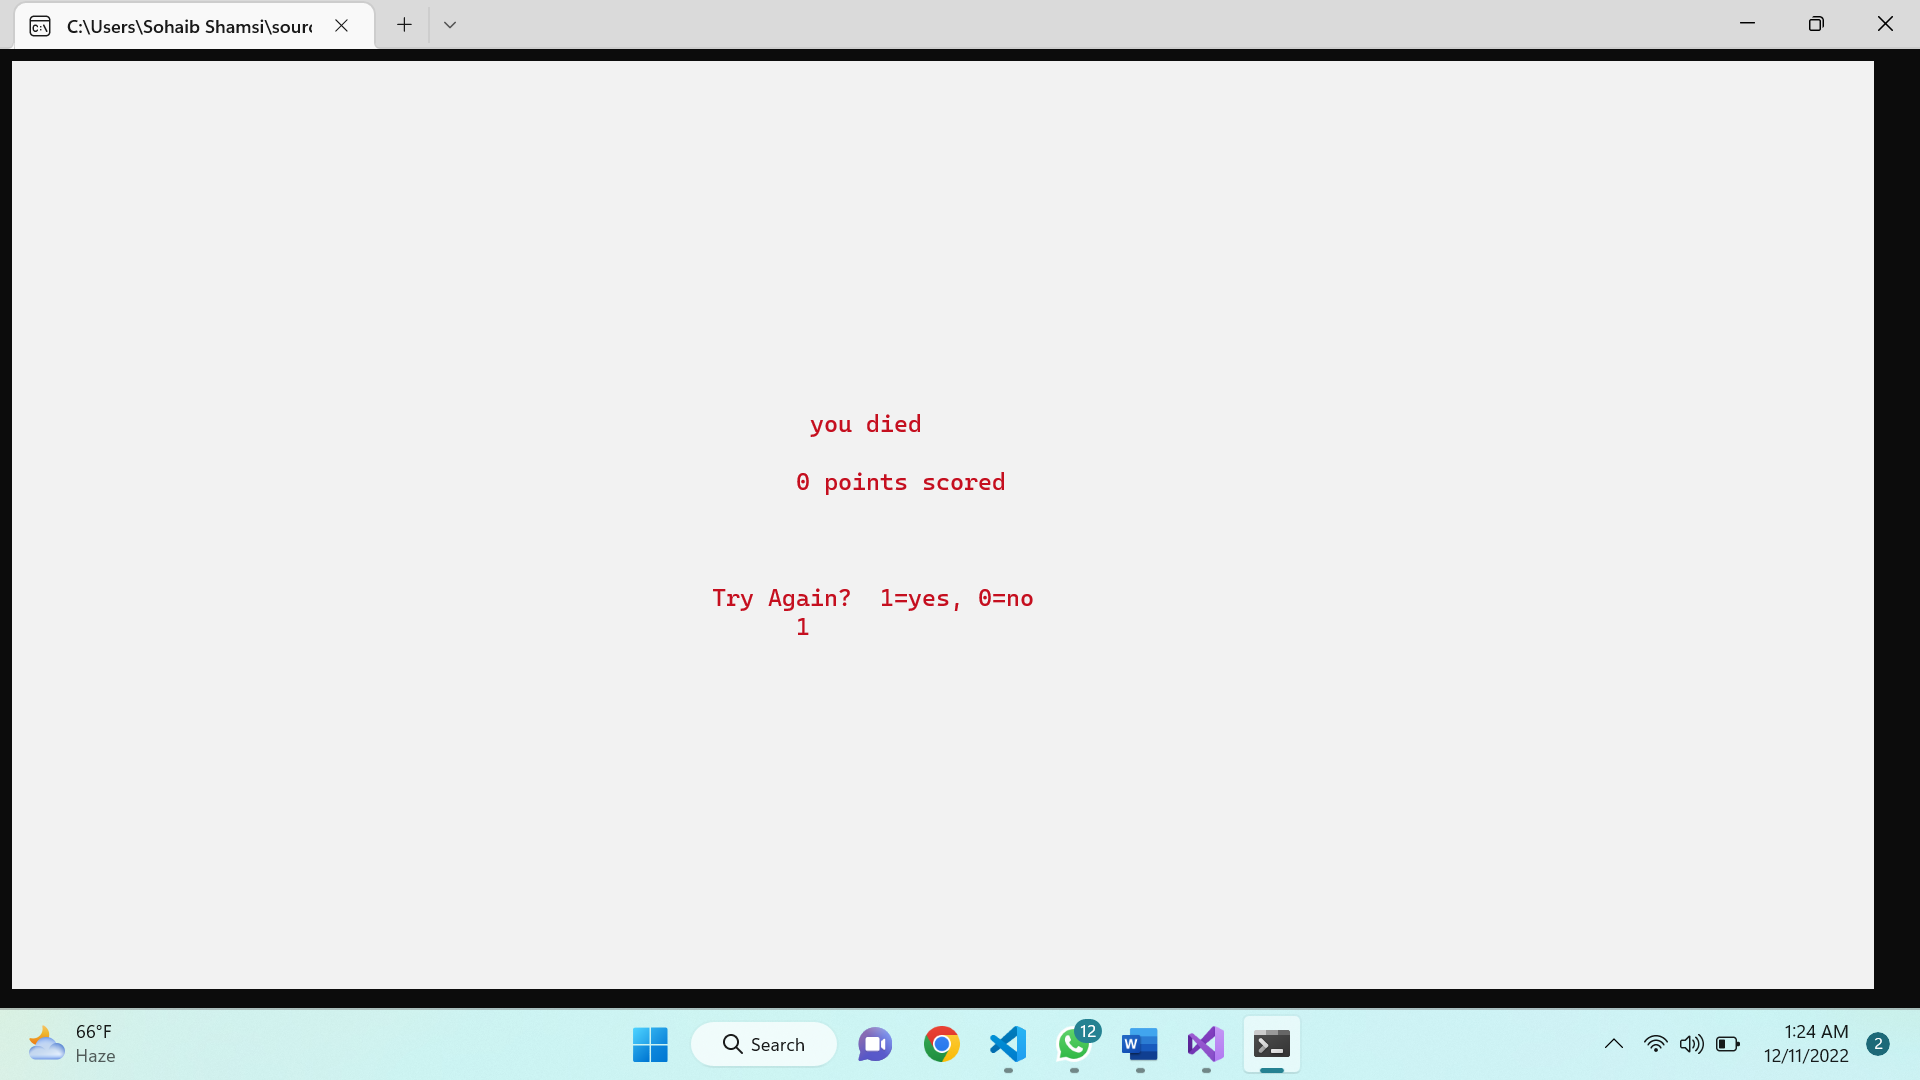 C:\Users\Sohaib Shamsi\sourc
you died
0 points scored
Try Again?  1=yes, 0=no
1
66°F
Haze
Search
12
W
1:24 AM
12/11/2022
2